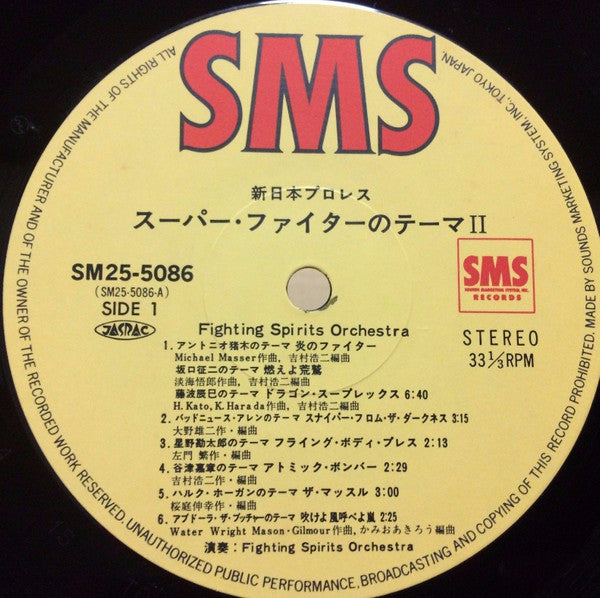 SMS
ALL RIGHTS OF THE MANUFACTURER AND OF THE OWNER OF THE RECORDED WORK RESERVED. UNAUTHORIZED PUBLIC PERFORMANCE, BROADCASTING AND COPYING OF THIS RECORD PROHIBITED. MADE BY SOUNDS MARKETING SYSTEM, INC., TOKYO JAPAN.
新日本プロレス
スーパー・ファイターのテーマII
SM25-5086
(SM25-5086-A)
SIDE 1
JASRAC
SMS
SOUNDS MARKETING SYSTEM, INC.
RECORDS
STEREO
33 1/3 RPM
Fighting Spirits Orchestra
1. アントニオ猪木のテーマ 炎のファイター
Michael Masser作曲, 吉村浩二編曲
坂口征二のテーマ 燃えよ荒鷲
淡海悟郎作曲, 吉村浩二編曲
藤波辰巳のテーマ ドラゴン・スープレックス 6:40
H. Kato, K. Harada作曲, 吉村浩二編曲
2. バッドニュース・アレンのテーマ スナイパー・フロム・ザ・ダークネス 3:15
大野雄二作・編曲
3. 星野勘太郎のテーマ フライング・ボディ・プレス 2:13
左門 繁作・編曲
4. 谷津嘉章のテーマ アトミック・ボンバー 2:29
吉村浩二作・編曲
5. ハルク・ホーガンのテーマ ザ・マッスル 3:00
桜庭伸幸作・編曲
6. アブドーラ・ザ・ブッチャーのテーマ 吹けよ風呼べよ嵐 2:25
Water Wright Mason・Gilmour作曲, かみおあきろう編曲
演奏：Fighting Spirits Orchestra